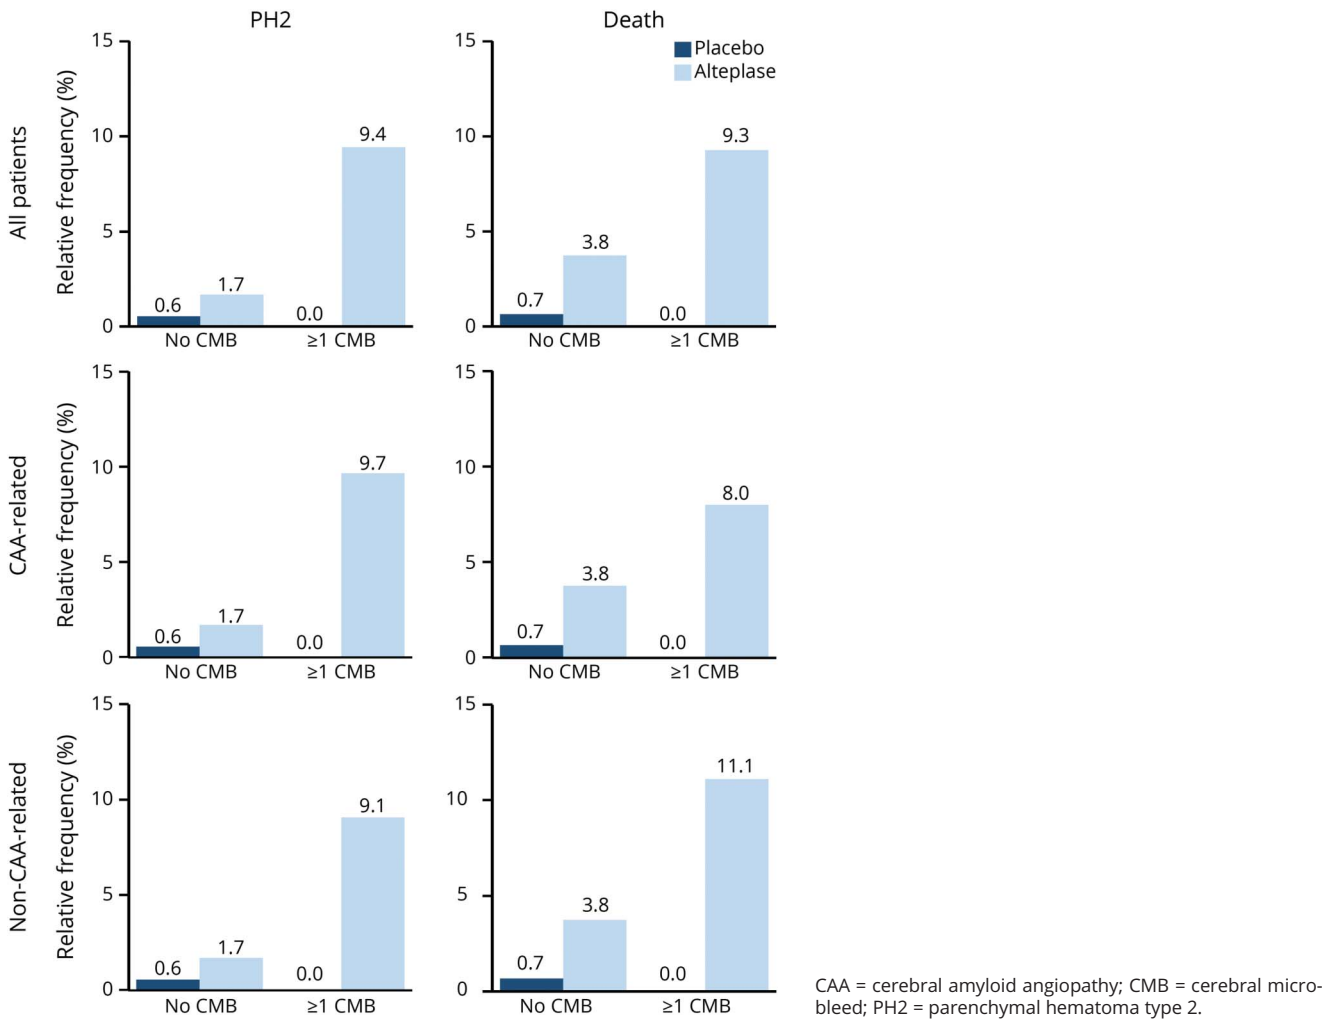 PH2
Death
Placebo
Alteplase
All patients
Relative frequency (%)
15
10
5
0
0.6
1.7
0.0
9.4
No CMB
≥1 CMB
15
10
5
0
0.7
3.8
0.0
9.3
No CMB
≥1 CMB
CAA-related
Relative frequency (%)
15
10
5
0
0.6
1.7
0.0
9.7
No CMB
≥1 CMB
15
10
5
0
0.7
3.8
0.0
8.0
No CMB
≥1 CMB
Non-CAA-related
Relative frequency (%)
15
10
5
0
0.6
1.7
0.0
9.1
No CMB
≥1 CMB
15
10
5
0
0.7
3.8
0.0
11.1
No CMB
≥1 CMB
CAA = cerebral amyloid angiopathy; CMB = cerebral micro-
bleed; PH2 = parenchymal hematoma type 2.